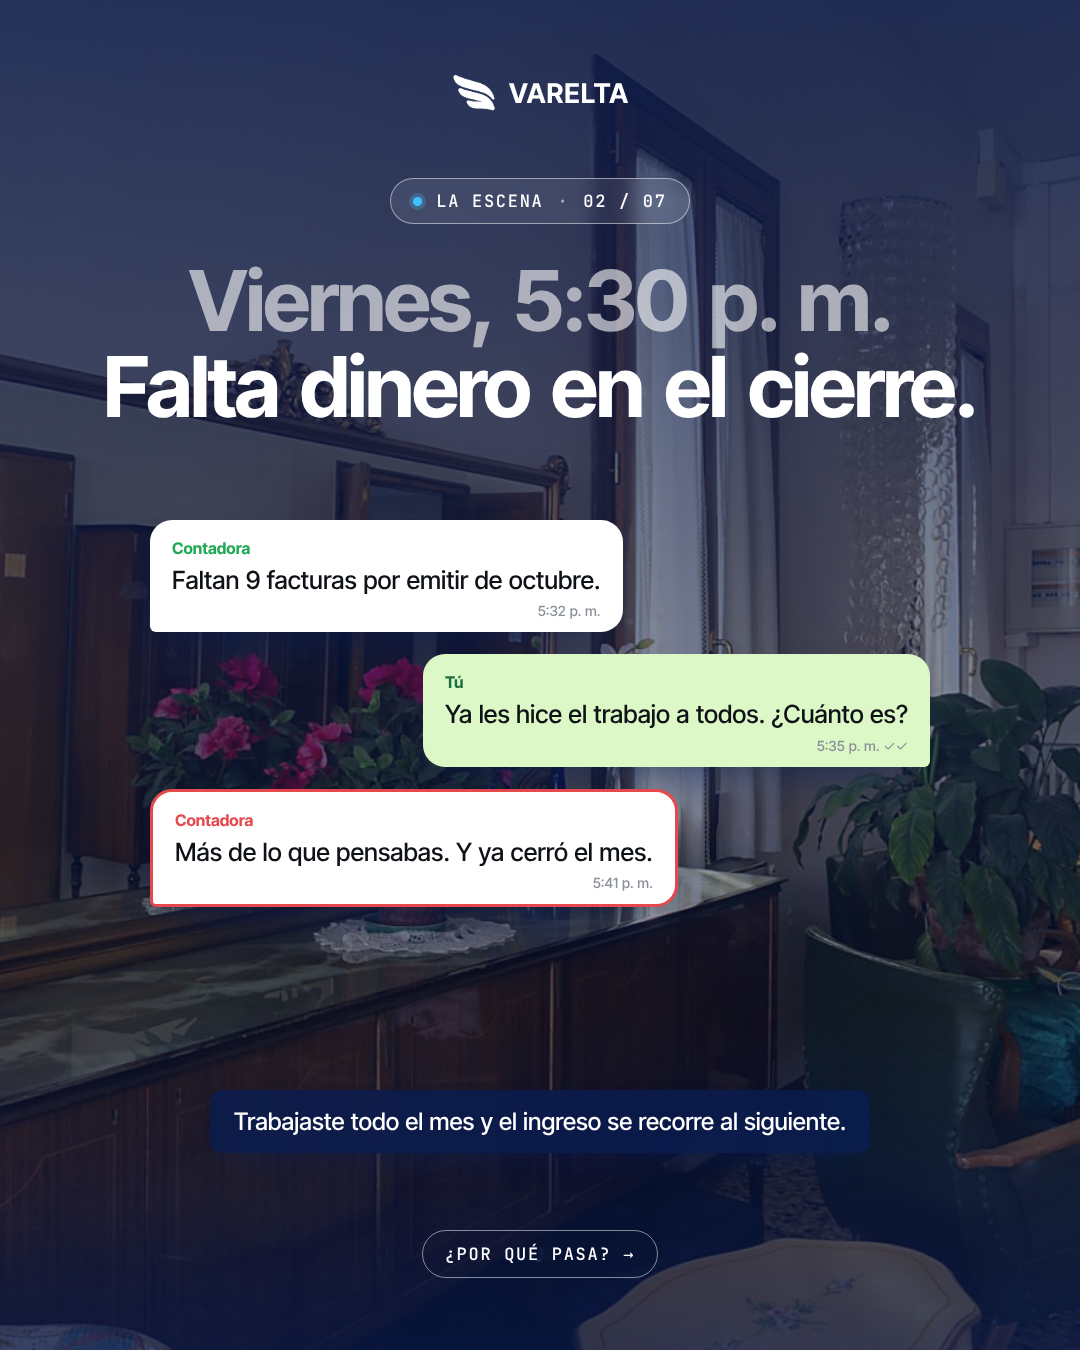 VARELTA
LA ESCENA · 02 / 07
Viernes, 5:30 p. m.
Falta dinero en el cierre.
Contadora
Faltan 9 facturas por emitir de octubre.
5:32 p. m.
Tú
Ya les hice el trabajo a todos. ¿Cuánto es?
5:35 p. m. ✓✓
Contadora
Más de lo que pensabas. Y ya cerró el mes.
5:41 p. m.
Trabajaste todo el mes y el ingreso se recorre al siguiente.
¿POR QUÉ PASA? →